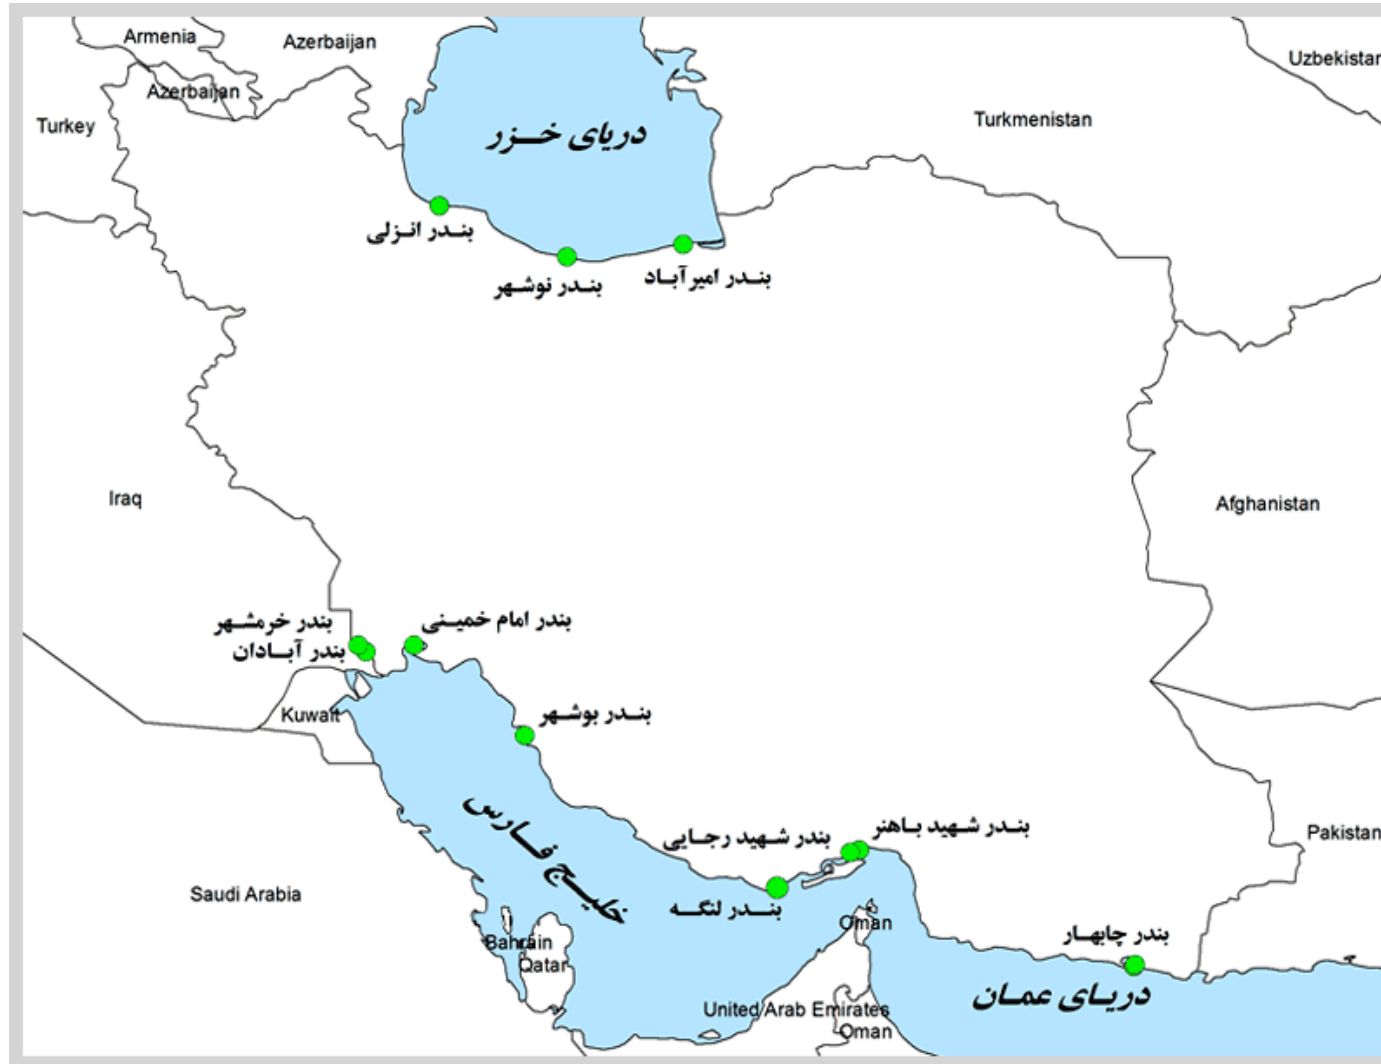 Armenia
Azerbaijan
Uzbekistan
Azerbaijan
Turkey
Turkmenistan
دریای خزر
بندر انزلی
بندر نوشهر
بندر امیرآباد
Iraq
Afghanistan
بندر خرمشهر
بندر امام خمینی
بندر آبادان
Kuwait
بندر بوشهر
خلیج فارس
بندر شهید رجایی
بندر شهید باهنر
Pakistan
Saudi Arabia
بندر لنگه
Oman
بندر چابهار
Bahrain
Qatar
دریای عمان
United Arab Emirates
Oman